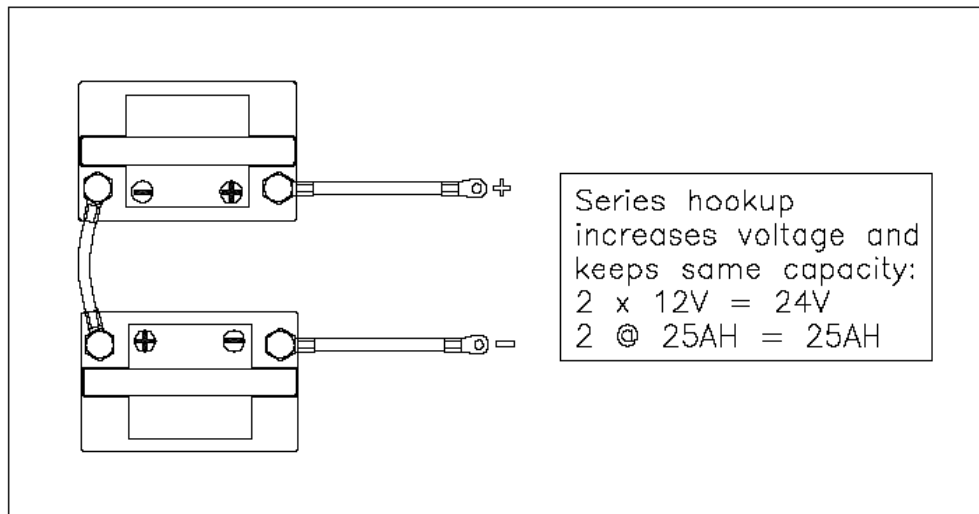 +
-
Series hookup
increases voltage and
keeps same capacity:
2 x 12V = 24V
2 @ 25AH = 25AH